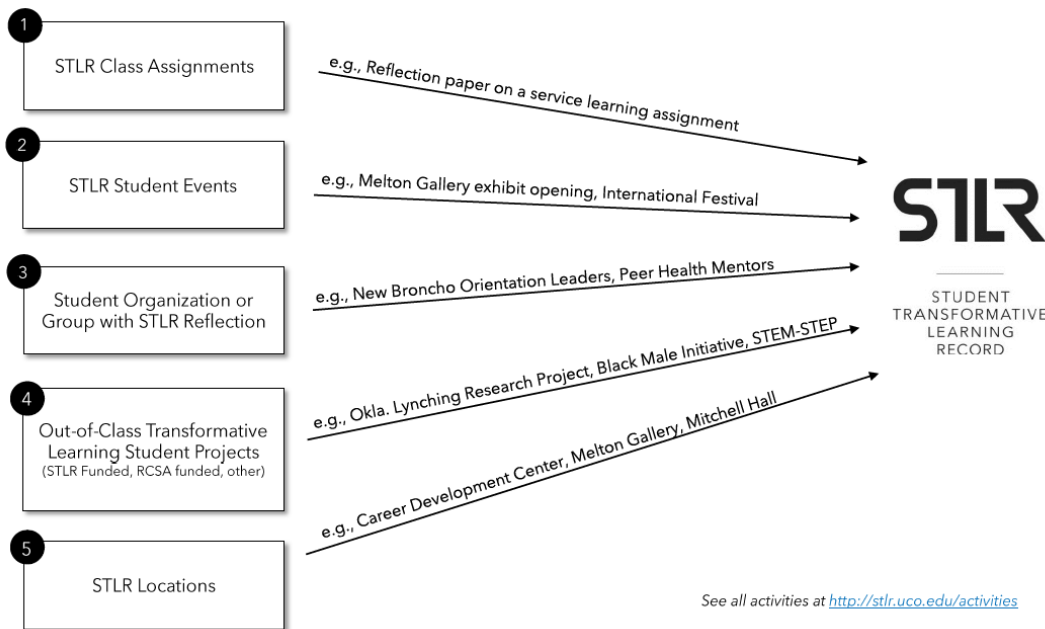 1
STLR Class Assignments
e.g., Reflection paper on a service learning assignment
2
STLR Student Events
e.g., Melton Gallery exhibit opening, International Festival
3
Student Organization or
Group with STLR Reflection
e.g., New Broncho Orientation Leaders, Peer Health Mentors
4
Out-of-Class Transformative
Learning Student Projects
(STLR Funded, RCSA funded, other)
e.g., Okla. Lynching Research Project, Black Male Initiative, STEM-STEP
5
STLR Locations
e.g., Career Development Center, Melton Gallery, Mitchell Hall
STLR
STUDENT
TRANSFORMATIVE
LEARNING
RECORD
See all activities at http://stlr.uco.edu/activities